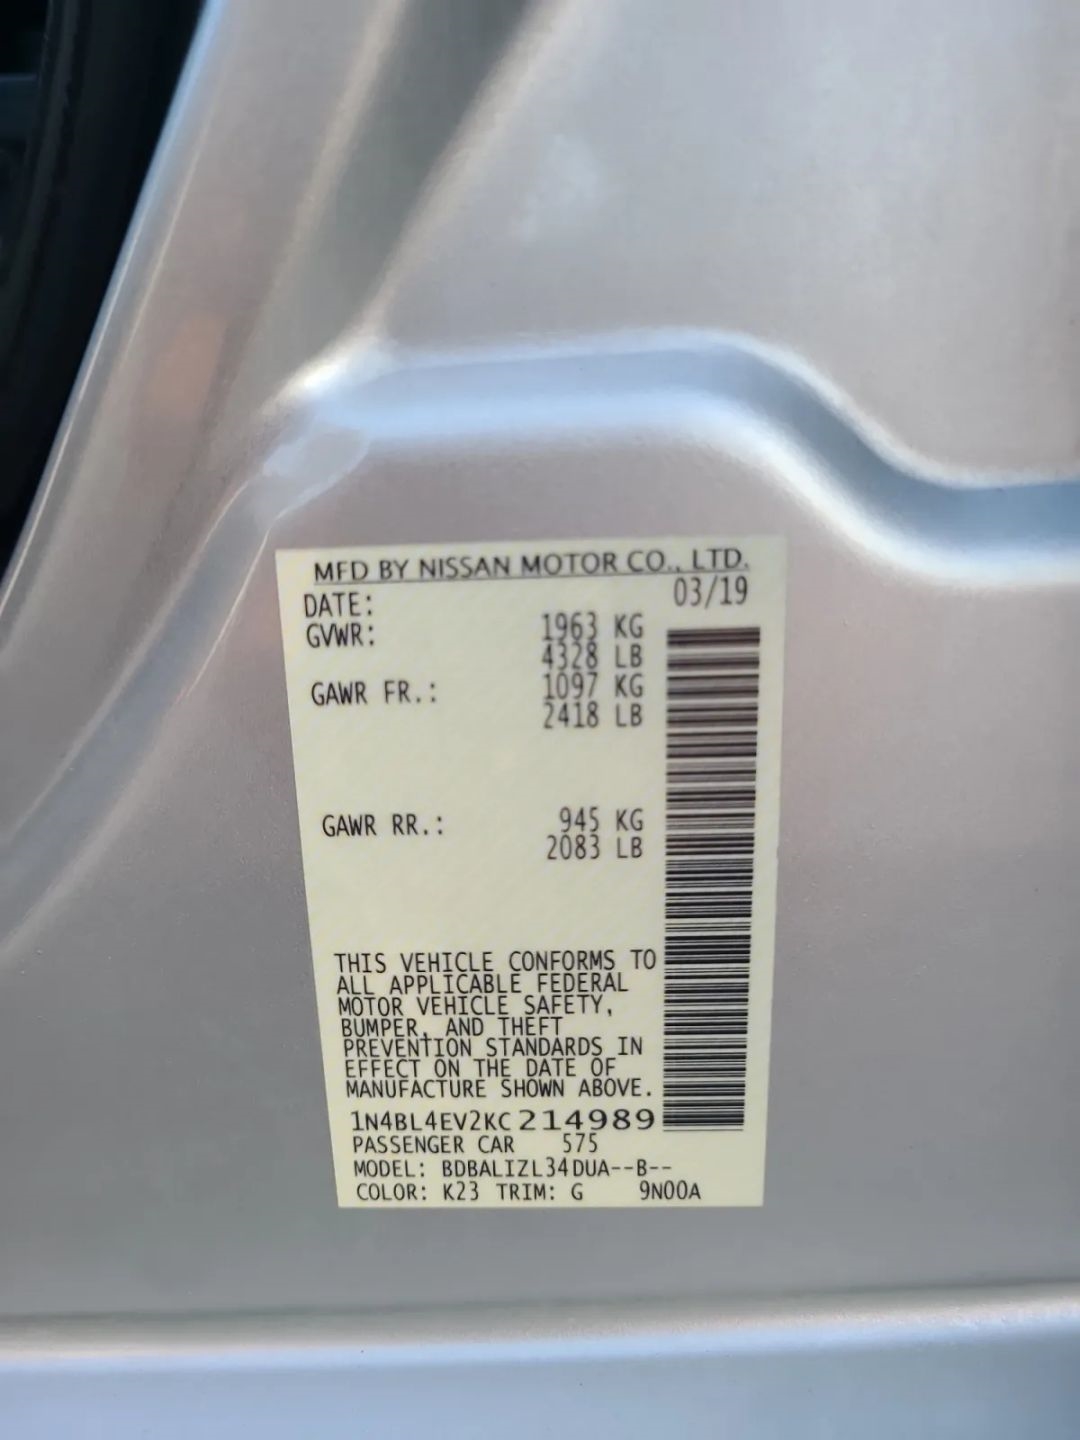 MFD BY NISSAN MOTOR CO., LTD.
DATE: 03/19
GVWR: 1963 KG
4328 LB
GAWR FR.: 1097 KG
2418 LB
GAWR RR.: 945 KG
2083 LB
THIS VEHICLE CONFORMS TO
ALL APPLICABLE FEDERAL
MOTOR VEHICLE SAFETY,
BUMPER, AND THEFT
PREVENTION STANDARDS IN
EFFECT ON THE DATE OF
MANUFACTURE SHOWN ABOVE.
1N4BL4EV2KC214989
PASSENGER CAR 575
MODEL: BDBALIZL34DUA--B--
COLOR: K23 TRIM: G 9N00A